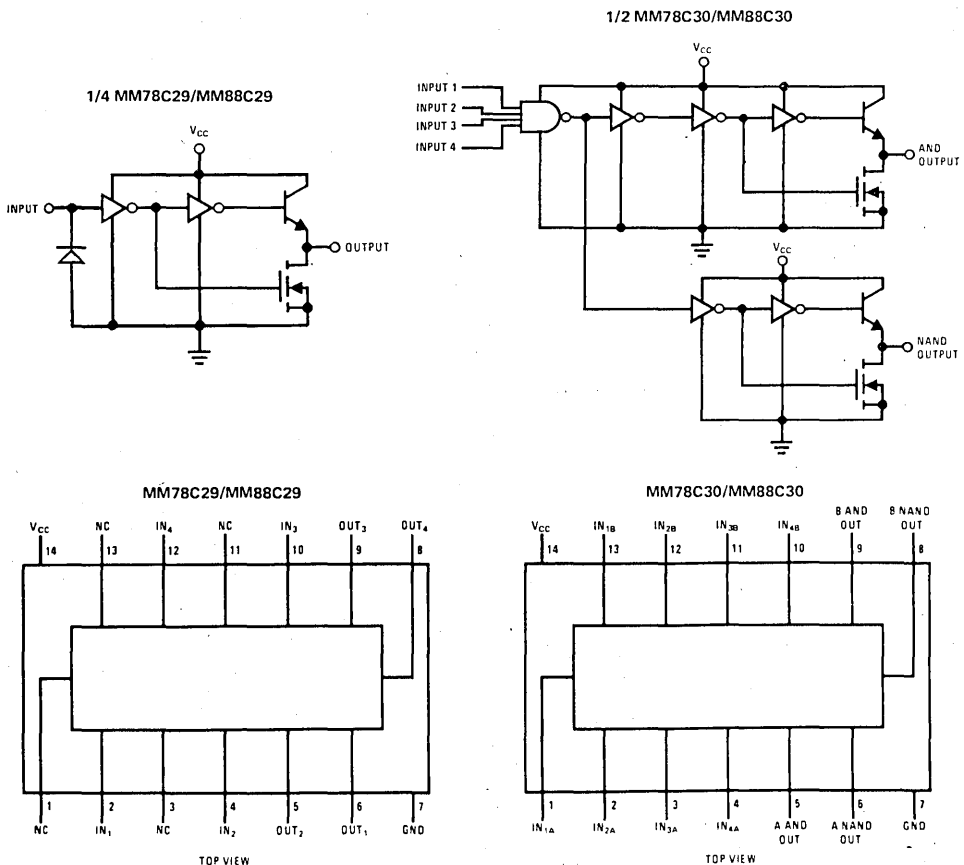 1/2 MM78C30/MM88C30
VCC
INPUT 1
INPUT 2
INPUT 3
INPUT 4
AND
OUTPUT
VCC
NAND
OUTPUT
1/4 MM78C29/MM88C29
VCC
INPUT
OUTPUT
MM78C29/MM88C29
VCC NC IN4 NC IN3 OUT3 OUT4
14 13 12 11 10 9 8
1 2 3 4 5 6 7
NC IN1 NC IN2 OUT2 OUT1 GND
TOP VIEW
MM78C30/MM88C30
VCC IN1B IN2B IN3B IN4B B AND OUT B NAND OUT
14 13 12 11 10 9 8
1 2 3 4 5 6 7
IN1A IN2A IN3A IN4A A AND OUT A NAND OUT GND
TOP VIEW